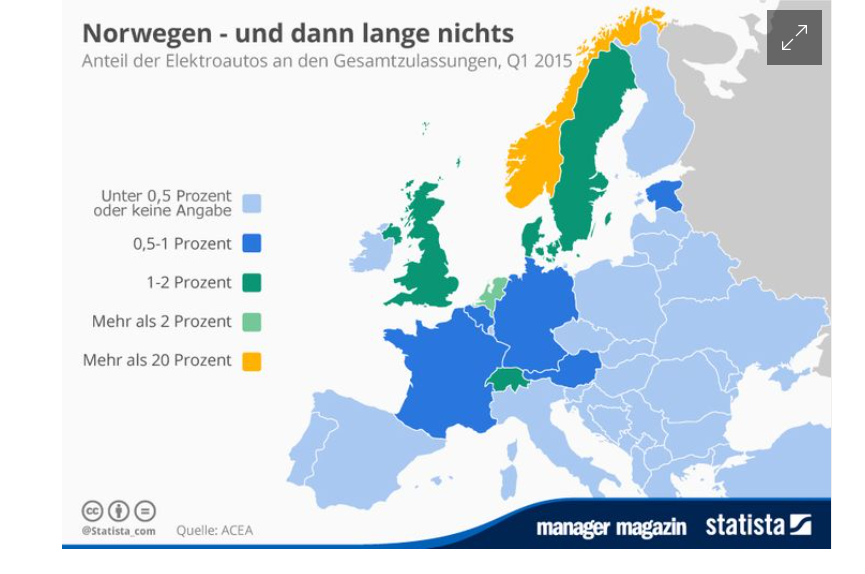 Norwegen - und dann lange nichts
Anteil der Elektroautos an den Gesamtzulassungen, Q1 2015
Unter 0,5 Prozent
oder keine Angabe
0,5-1 Prozent
1-2 Prozent
Mehr als 2 Prozent
Mehr als 20 Prozent
cc
@Statista_com
Quelle: ACEA
manager magazin
statista